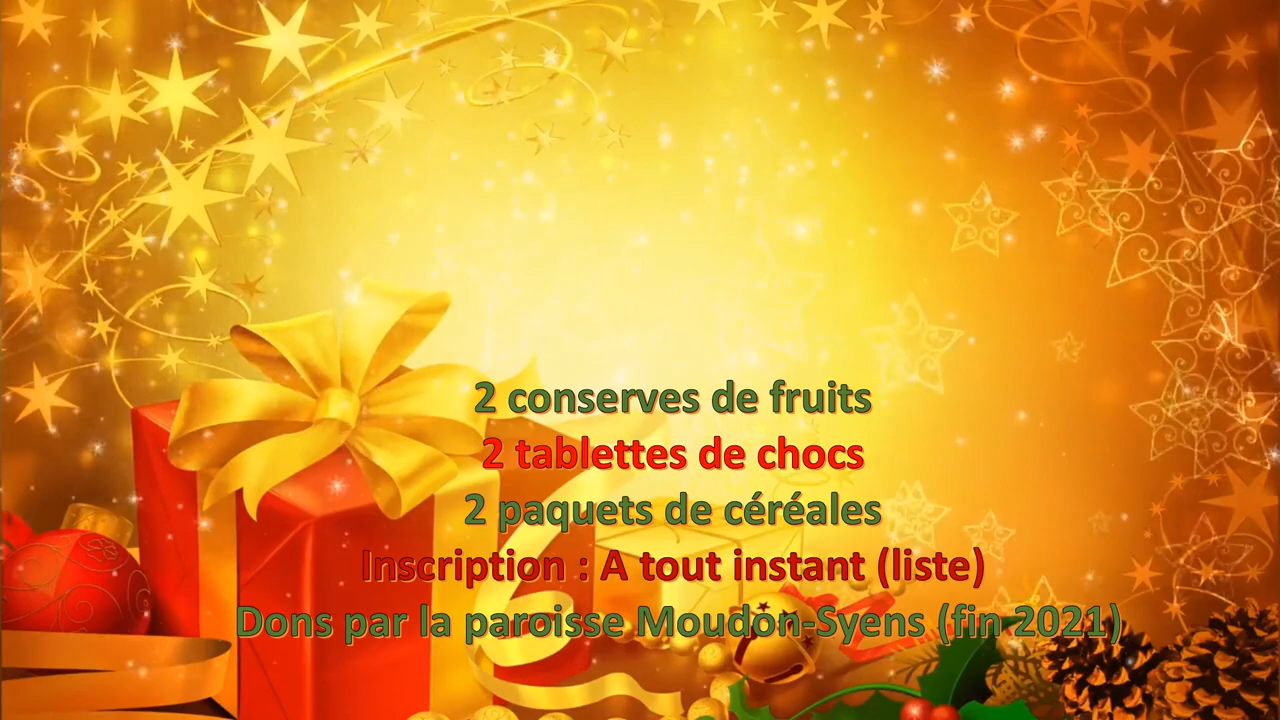 2 conserves de fruits
2 tablettes de chocs
2 paquets de céréales
Inscription : A tout instant (liste)
Dons par la paroisse Moudon-Syens (fin 2021)